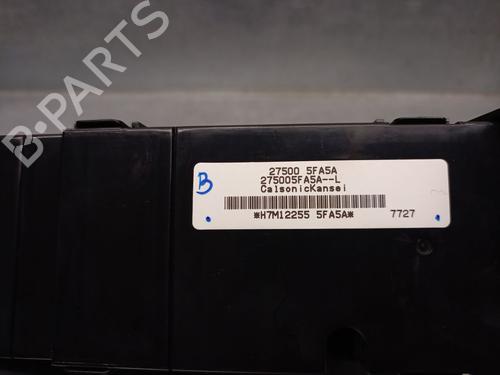 B-PARTS
27500 5FA5A
275005FA5A--L
CalsonicKansei
B
*H7M12255 5FA5A*
7727